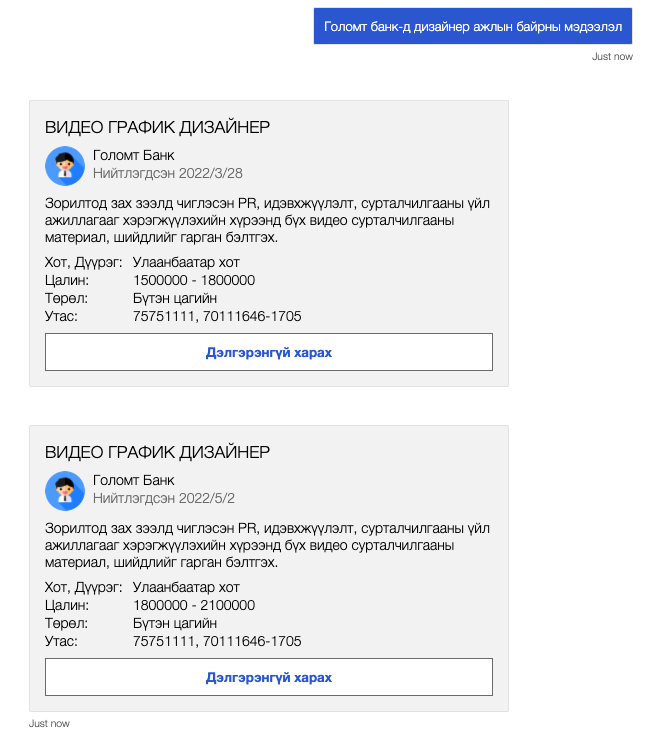 Голомт банк-д дизайнер ажлын байрны мэдээлэл
Just now
ВИДЕО ГРАФИК ДИЗАЙНЕР
Голомт Банк
Нийтлэгдсэн 2022/3/28
Зорилтод зах зээлд чиглэсэн PR, идэвхжүүлэлт, сурталчилгааны үйл
ажиллагааг хэрэгжүүлэхийн хүрээнд бүх видео сурталчилгааны
материал, шийдлийг гарган бэлтгэх.
Хот, Дүүрэг: Улаанбаатар хот
Цалин: 1500000 - 1800000
Төрөл: Бүтэн цагийн
Утас: 75751111, 70111646-1705
Дэлгэрэнгүй харах
ВИДЕО ГРАФИК ДИЗАЙНЕР
Голомт Банк
Нийтлэгдсэн 2022/5/2
Зорилтод зах зээлд чиглэсэн PR, идэвхжүүлэлт, сурталчилгааны үйл
ажиллагааг хэрэгжүүлэхийн хүрээнд бүх видео сурталчилгааны
материал, шийдлийг гарган бэлтгэх.
Хот, Дүүрэг: Улаанбаатар хот
Цалин: 1800000 - 2100000
Төрөл: Бүтэн цагийн
Утас: 75751111, 70111646-1705
Дэлгэрэнгүй харах
Just now